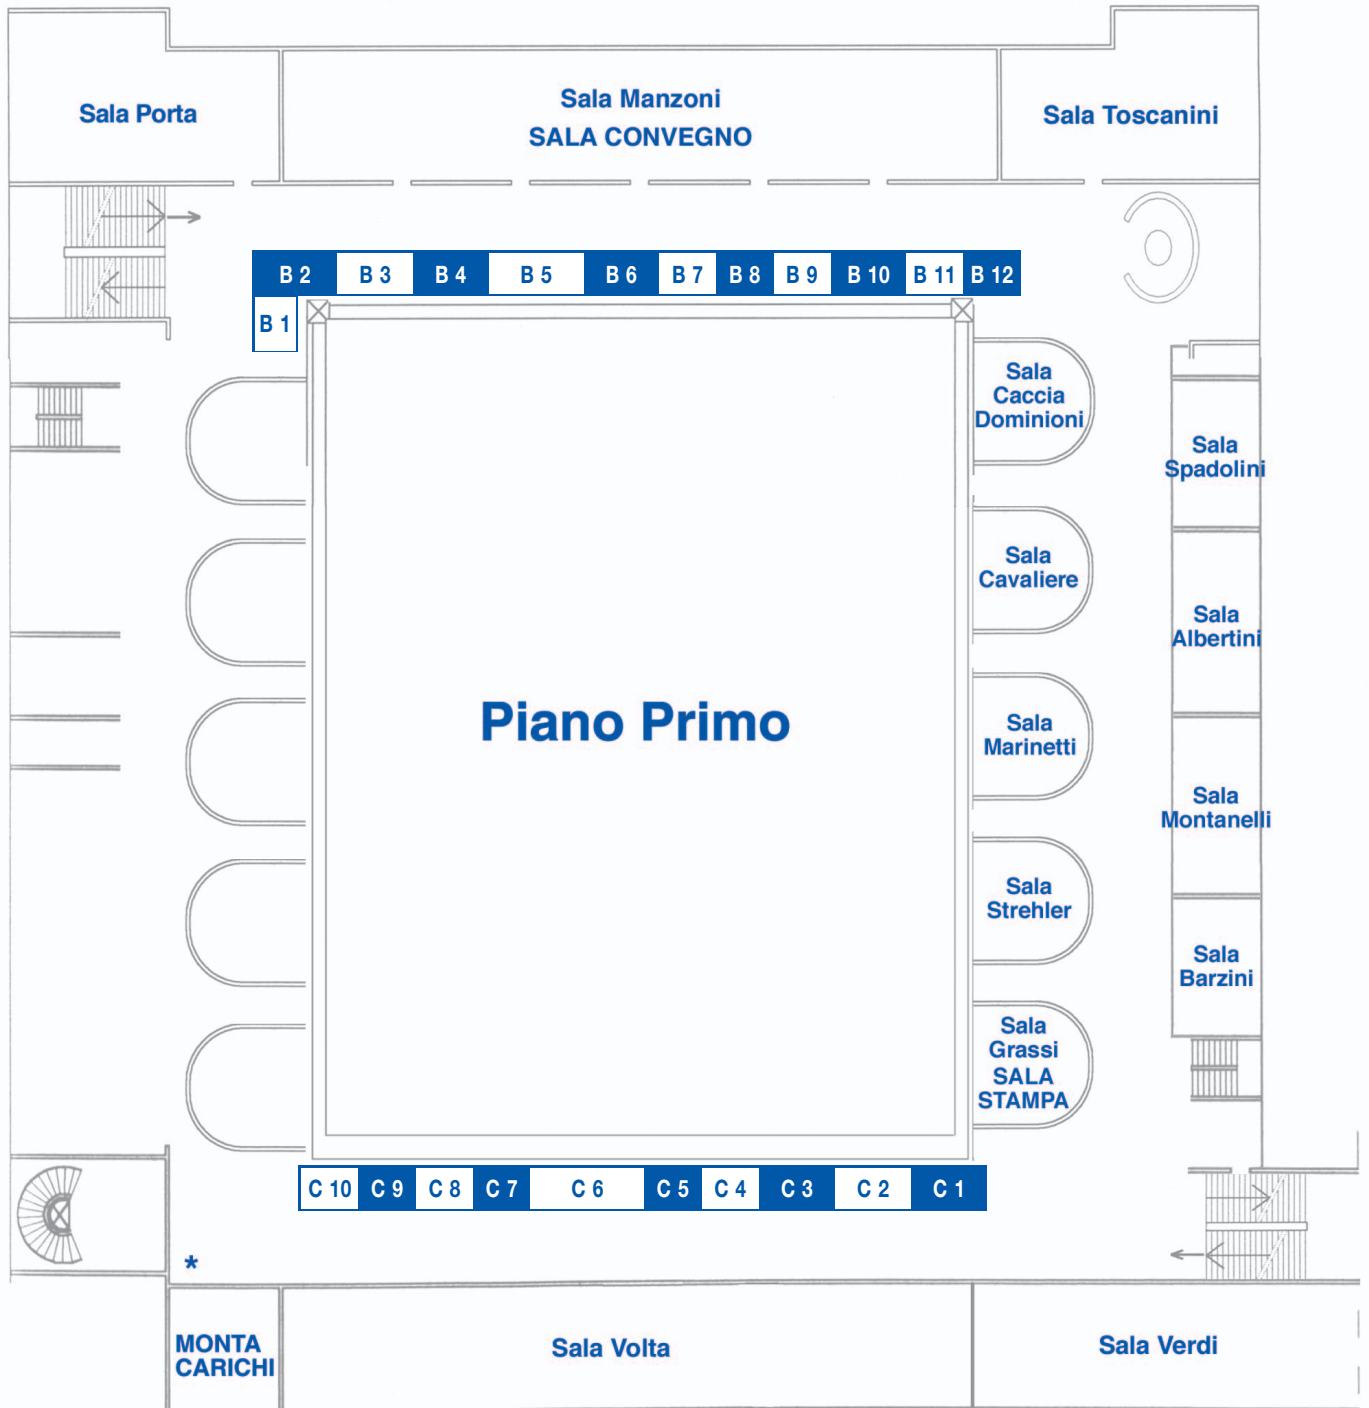 Sala Porta
Sala Manzoni
SALA CONVEGNO
Sala Toscanini
B 2 B 3 B 4 B 5 B 6 B 7 B 8 B 9 B 10 B 11 B 12
B 1
Sala
Caccia
Dominioni
Sala
Spadolini
Sala
Cavaliere
Sala
Albertini
Piano Primo
Sala
Marinetti
Sala
Montanelli
Sala
Strehler
Sala
Barzini
Sala
Grassi
SALA
STAMPA
C 10 C 9 C 8 C 7 C 6 C 5 C 4 C 3 C 2 C 1
*
MONTA
CARICHI
Sala Volta
Sala Verdi